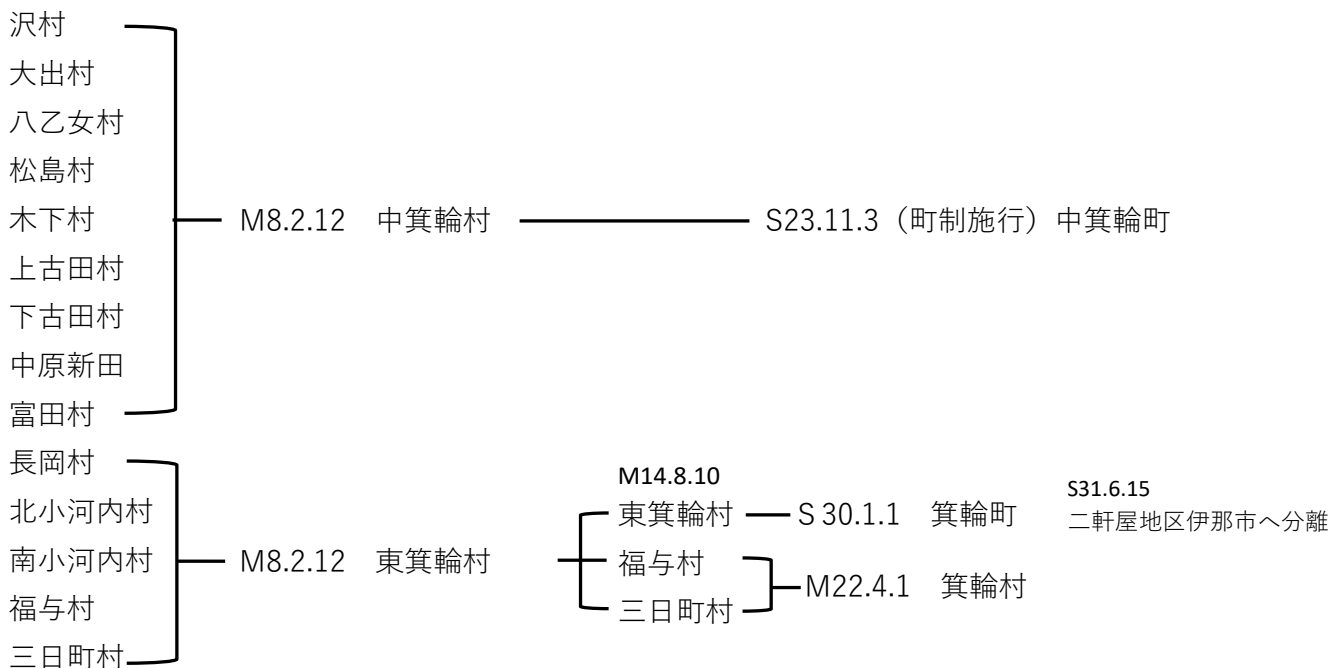 沢村
大出村
八乙女村
松島村
木下村
上古田村
下古田村
中原新田
富田村
M8.2.12 中箕輪村
S23.11.3（町制施行）中箕輪町
長岡村
北小河内村
南小河内村
福与村
三日町村
M8.2.12 東箕輪村
M14.8.10
東箕輪村
福与村
三日町村
S30.1.1 箕輪町
M22.4.1 箕輪村
S31.6.15
二軒屋地区伊那市へ分離